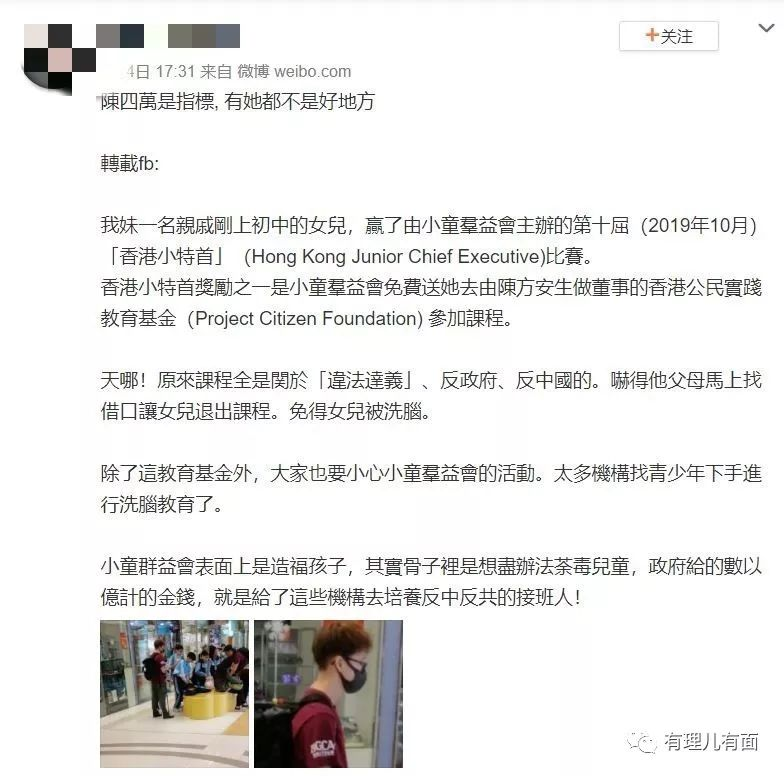 关注
4日 17:31 来自 微博 weibo.com
陳四萬是指標, 有她都不是好地方
轉載fb:
我妹一名親戚剛上初中的女兒，贏了由小童羣益會主辦的第十屆（2019年10月）
「香港小特首」（Hong Kong Junior Chief Executive)比賽。
香港小特首獎勵之一是小童羣益會免費送她去由陳方安生做董事的香港公民實踐
教育基金（Project Citizen Foundation) 參加課程。
天哪！原來課程全是関於「違法達義」、反政府、反中國的。嚇得他父母馬上找
借口讓女兒退出課程。免得女兒被洗腦。
除了這教育基金外，大家也要小心小童羣益會的活動。太多機構找青少年下手進
行洗腦教育了。
小童群益會表面上是造福孩子，其實骨子裡是想盡辦法荼毒兒童，政府給的數以
億計的金錢，就是給了這些機構去培養反中反共的接班人！
有理儿有面